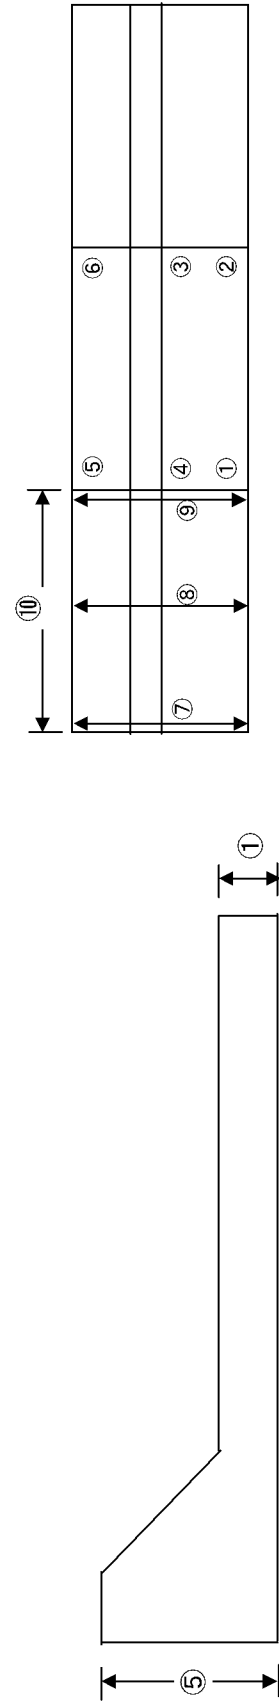 ⑩
⑤ ⑥
⑤ ⑦ ⑧ ⑨ ④ ③
① ① ②